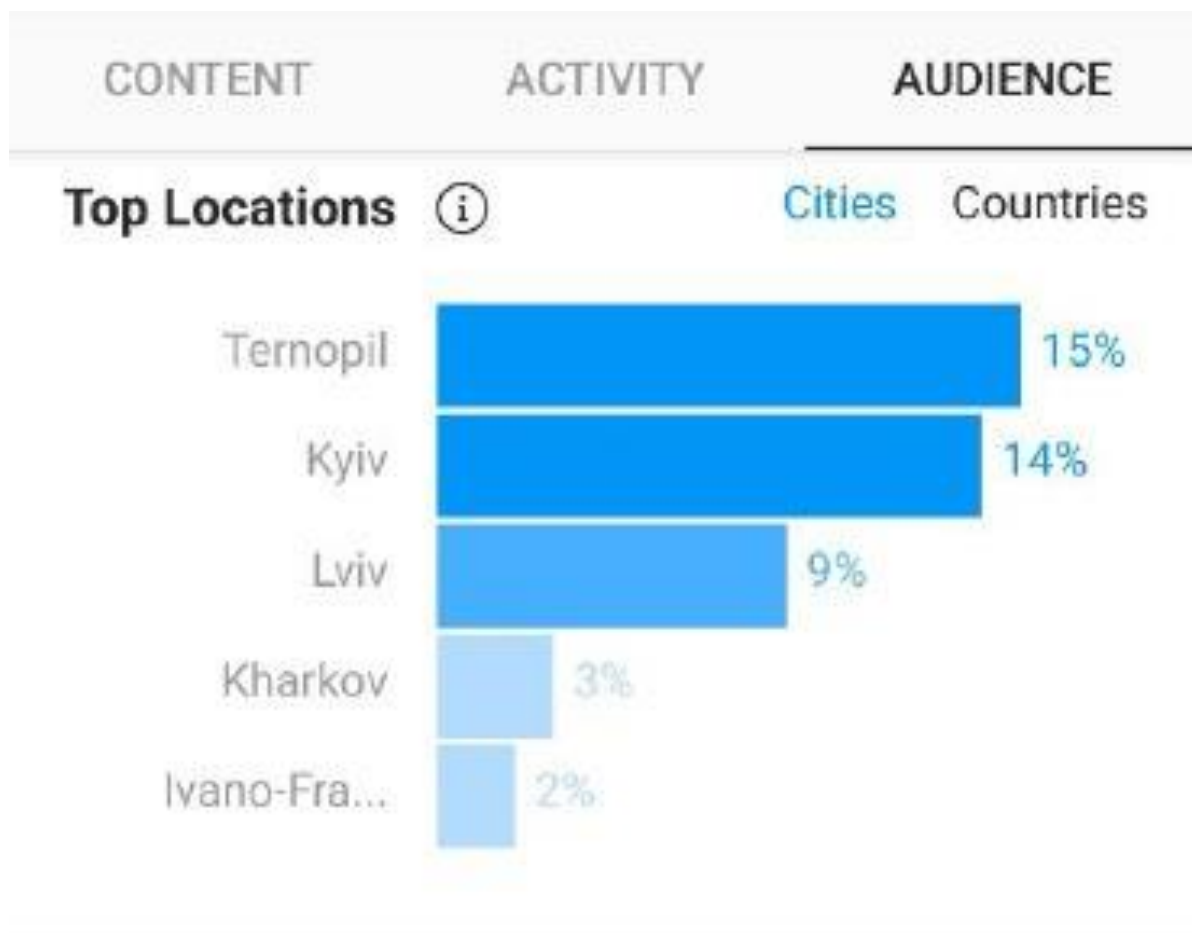 CONTENT ACTIVITY AUDIENCE
Top Locations Cities Countries
Ternopil 15%
Kyiv 14%
Lviv 9%
Kharkov 3%
Ivano-Fra... 2%